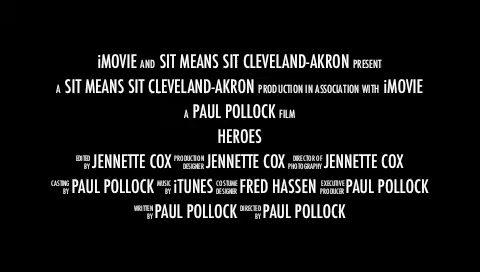 iMOVIE AND SIT MEANS SIT CLEVELAND-AKRON PRESENT
A SIT MEANS SIT CLEVELAND-AKRON PRODUCTION IN ASSOCIATION WITH iMOVIE
A PAUL POLLOCK FILM
HEROES
EDITED BY JENNETTE COX PRODUCTION DESIGNER JENNETTE COX DIRECTOR OF PHOTOGRAPHY JENNETTE COX
CASTING BY PAUL POLLOCK MUSIC BY iTUNES COSTUME DESIGNER FRED HASSEN EXECUTIVE PRODUCER PAUL POLLOCK
WRITTEN BY PAUL POLLOCK DIRECTED BY PAUL POLLOCK